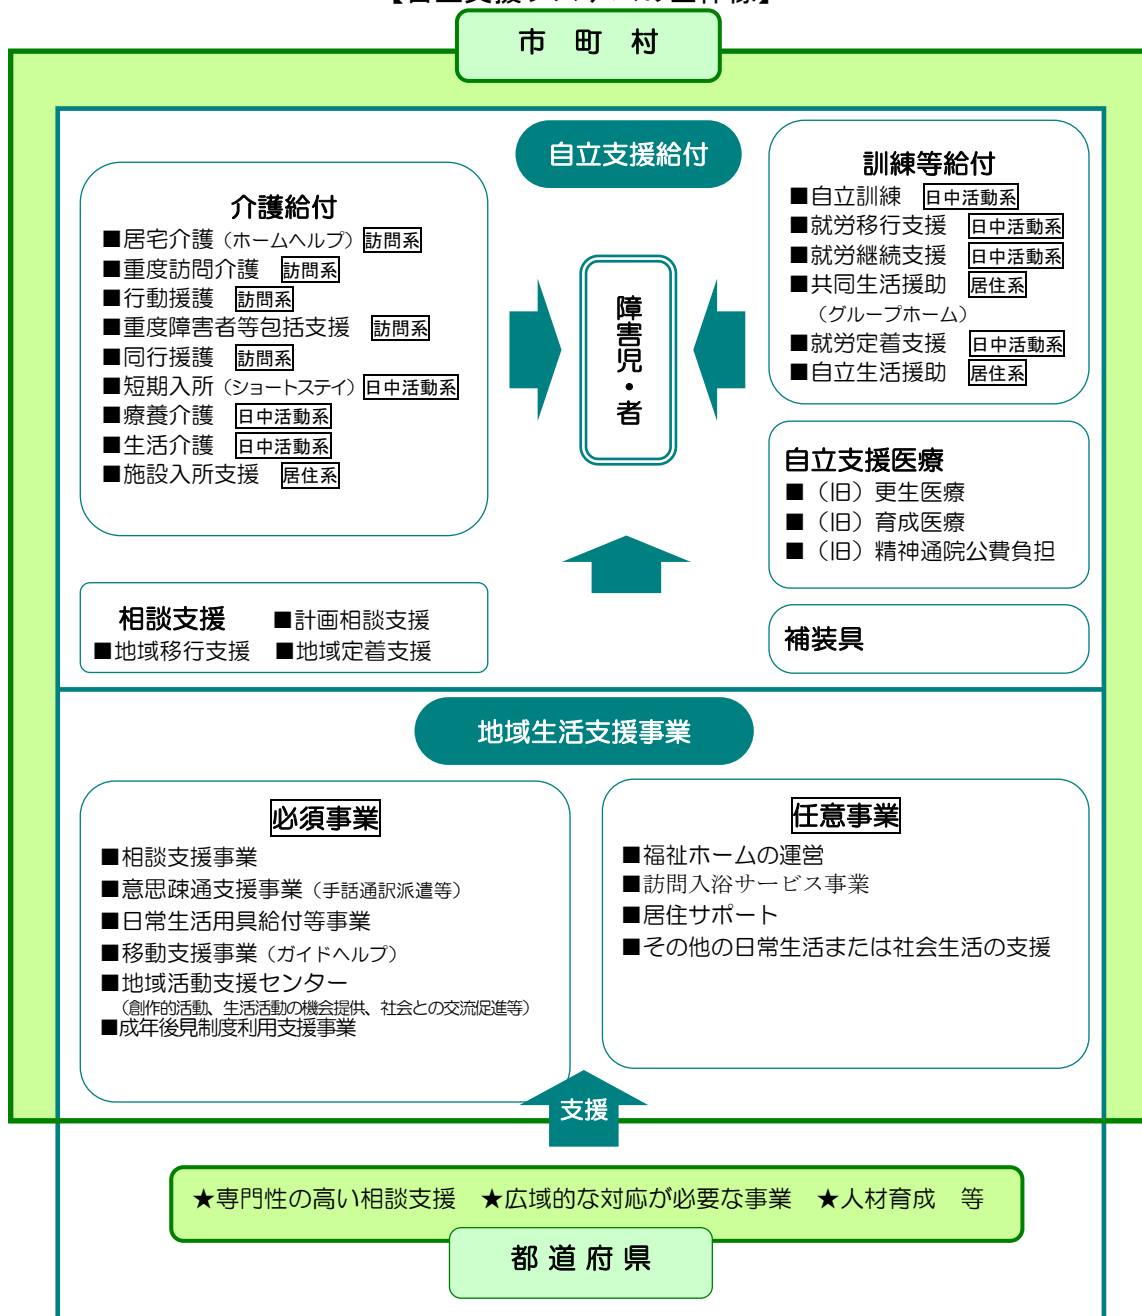 【自立支援システムの全体像】
市 町 村
自立支援給付
介護給付
■居宅介護（ホームヘルプ） 訪問系
■重度訪問介護 訪問系
■行動援護 訪問系
■重度障害者等包括支援 訪問系
■同行援護 訪問系
■短期入所（ショートステイ） 日中活動系
■療養介護 日中活動系
■生活介護 日中活動系
■施設入所支援 居住系
障害児・者
訓練等給付
■自立訓練 日中活動系
■就労移行支援 日中活動系
■就労継続支援 日中活動系
■共同生活援助 居住系
（グループホーム）
■就労定着支援 日中活動系
■自立生活援助 居住系
自立支援医療
■（旧）更生医療
■（旧）育成医療
■（旧）精神通院公費負担
相談支援 ■計画相談支援
■地域移行支援 ■地域定着支援
補装具
地域生活支援事業
必須事業
■相談支援事業
■意思疎通支援事業（手話通訳派遣等）
■日常生活用具給付等事業
■移動支援事業（ガイドヘルプ）
■地域活動支援センター
（創作的活動、生活活動の機会提供、社会との交流促進等）
■成年後見制度利用支援事業
任意事業
■福祉ホームの運営
■訪問入浴サービス事業
■居住サポート
■その他の日常生活または社会生活の支援
支援
★専門性の高い相談支援 ★広域的な対応が必要な事業 ★人材育成 等
都 道 府 県